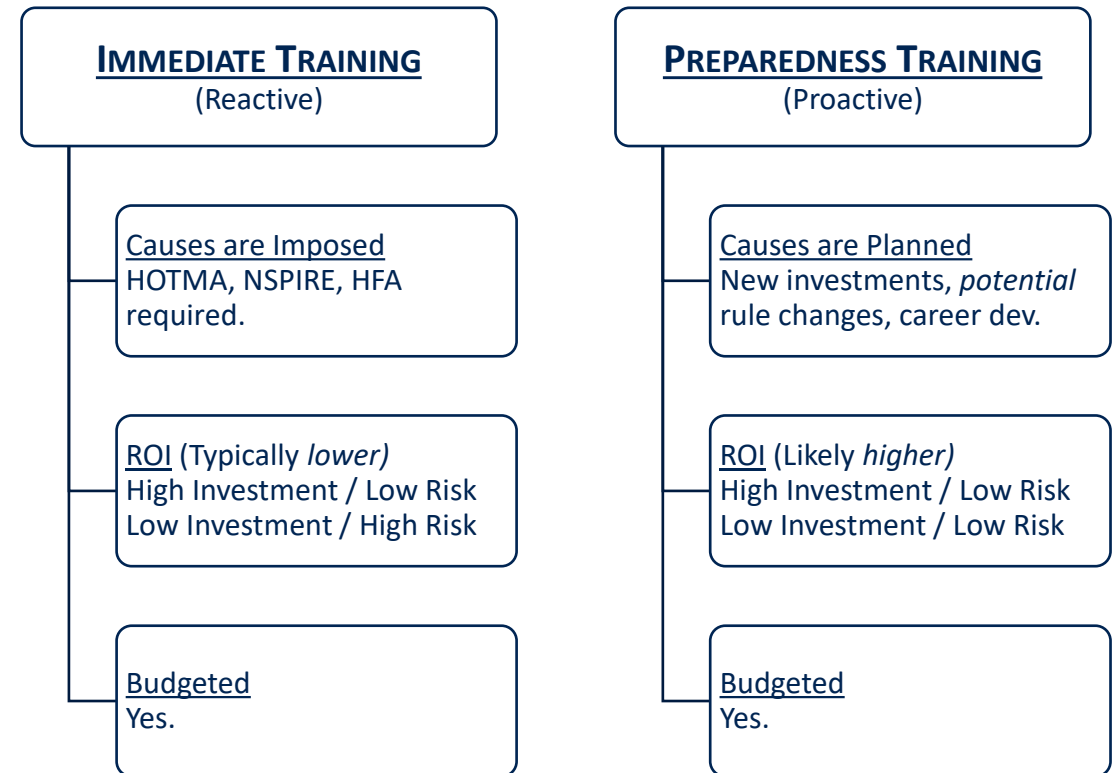 IMMEDIATE TRAINING
(Reactive)
Causes are Imposed
HOTMA, NSPIRE, HFA
required.
ROI (Typically lower)
High Investment / Low Risk
Low Investment / High Risk
Budgeted
Yes.
PREPAREDNESS TRAINING
(Proactive)
Causes are Planned
New investments, potential
rule changes, career dev.
ROI (Likely higher)
High Investment / Low Risk
Low Investment / Low Risk
Budgeted
Yes.